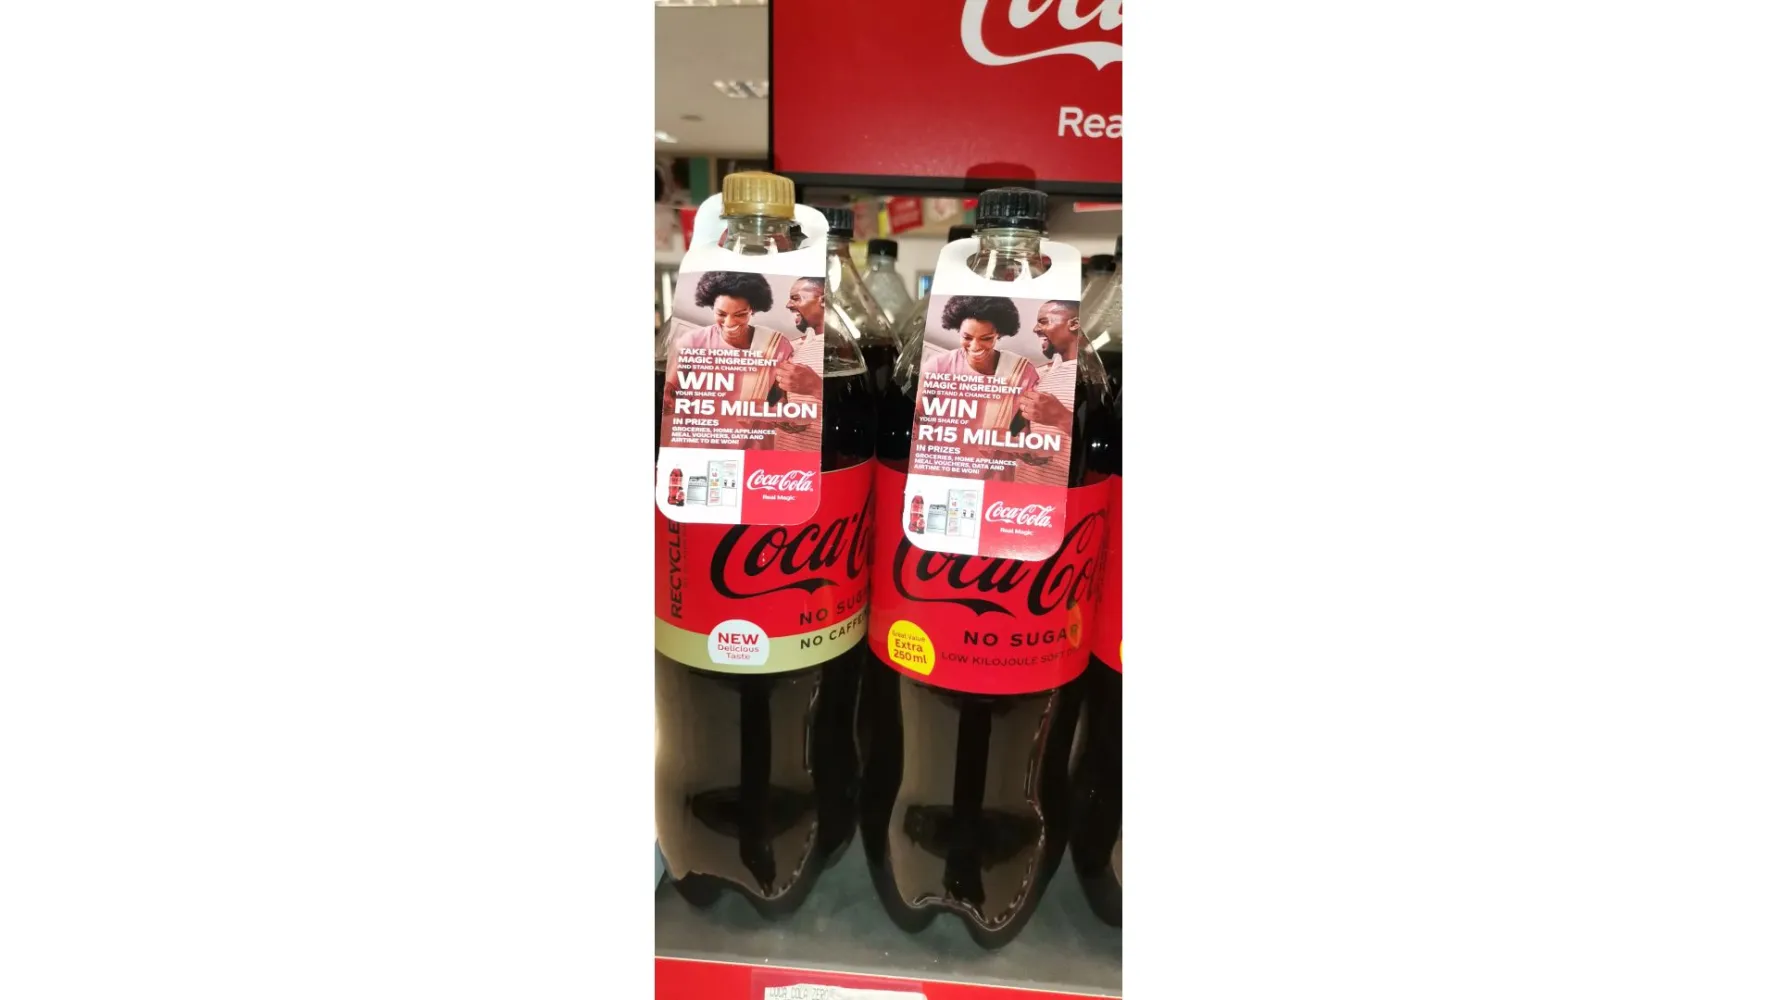 Coca
Rea
TAKE HOME THE
MAGIC INGREDIENT
AND STAND A CHANCE TO
WIN
YOUR SHARE OF
R15 MILLION
IN PRIZES
GROCERIES, HOME APPLIANCES,
MEAL VOUCHERS, DATA AND
AIRTIME TO BE WON!
Coca-Cola
Real Magic
RECYCLE
Coca-C
NO SUGA
NO CAFFE
NEW
Delicious
Taste
TAKE HOME THE
MAGIC INGREDIENT
AND STAND A CHANCE TO
WIN
YOUR SHARE OF
R15 MILLION
IN PRIZES
GROCERIES, HOME APPLIANCES,
MEAL VOUCHERS, DATA AND
AIRTIME TO BE WON!
Coca-Cola
Real Magic
Coca Co
NO SUGAR
LOW KILOJOULE SOFT
Great Value
Extra
250ml
COCA COLA ZERO